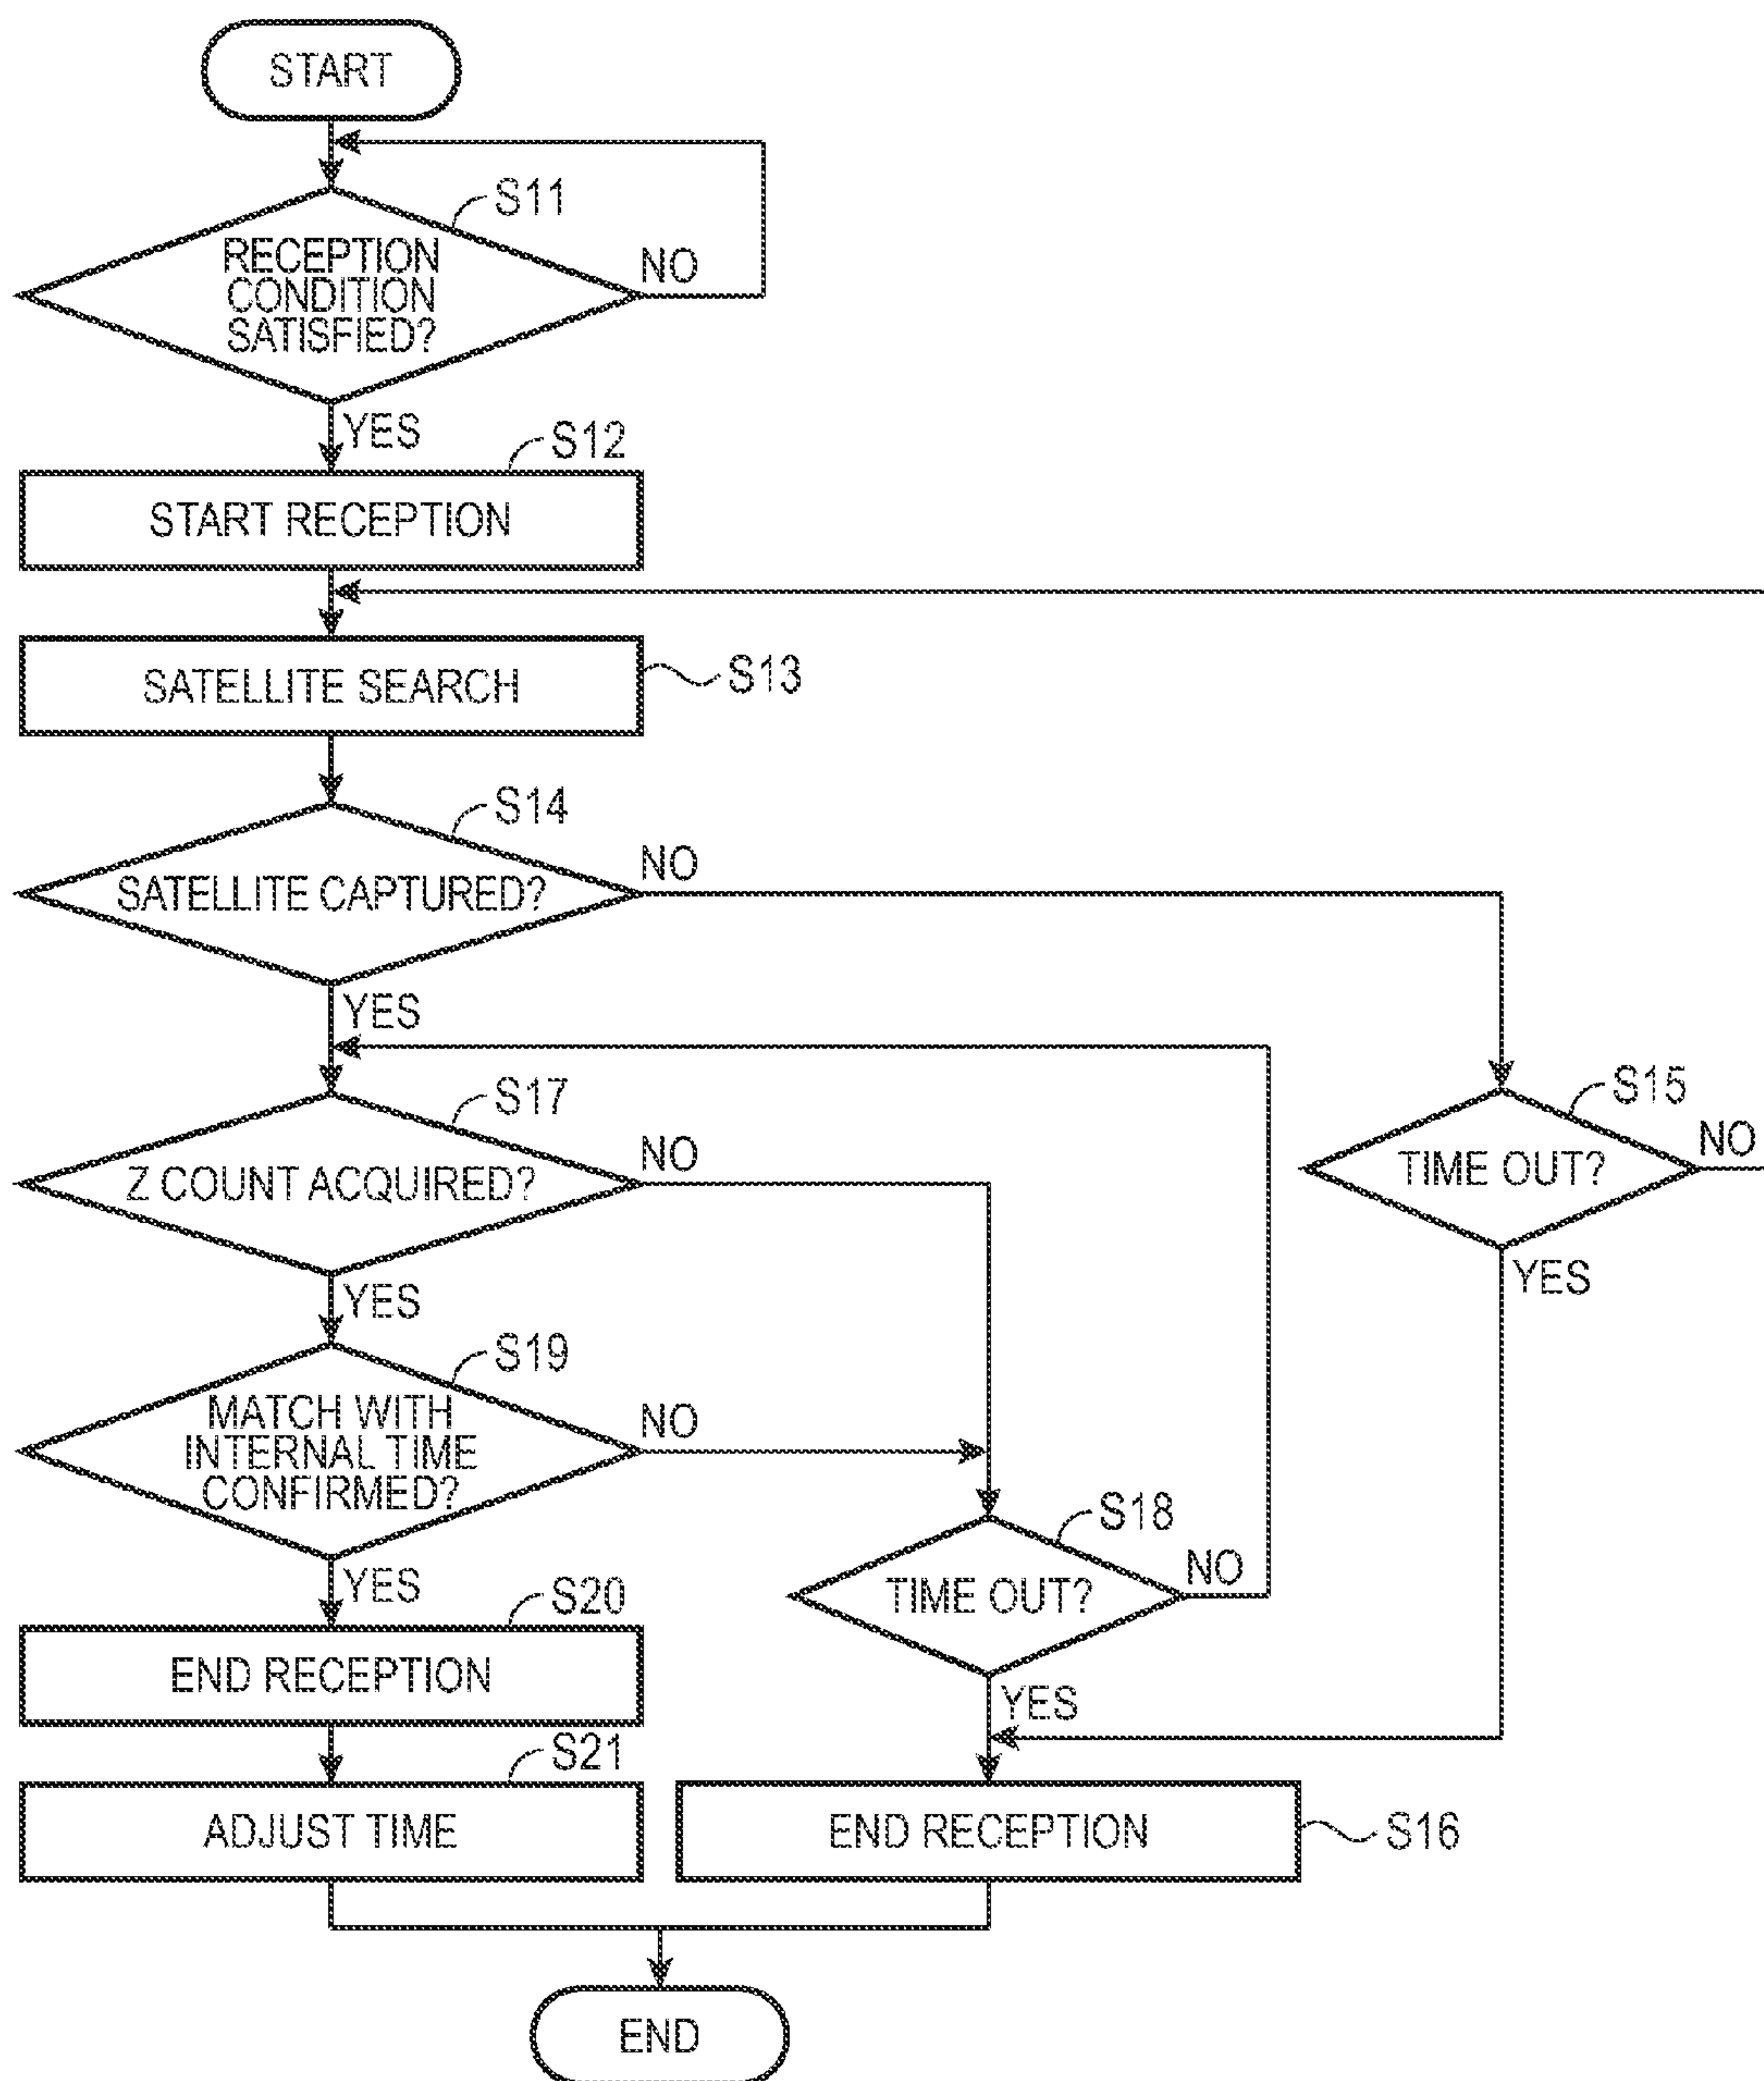 START
S11
RECEPTION
CONDITION
SATISFIED?
NO
YES
S12
START RECEPTION
SATELLITE SEARCH
S13
S14
SATELLITE CAPTURED?
NO
YES
S17
Z COUNT ACQUIRED?
NO
S15
TIME OUT?
NO
YES
YES
S19
MATCH WITH
INTERNAL TIME
CONFIRMED?
NO
S18
TIME OUT?
NO
YES
YES
S20
END RECEPTION
S21
ADJUST TIME
END RECEPTION
S16
END